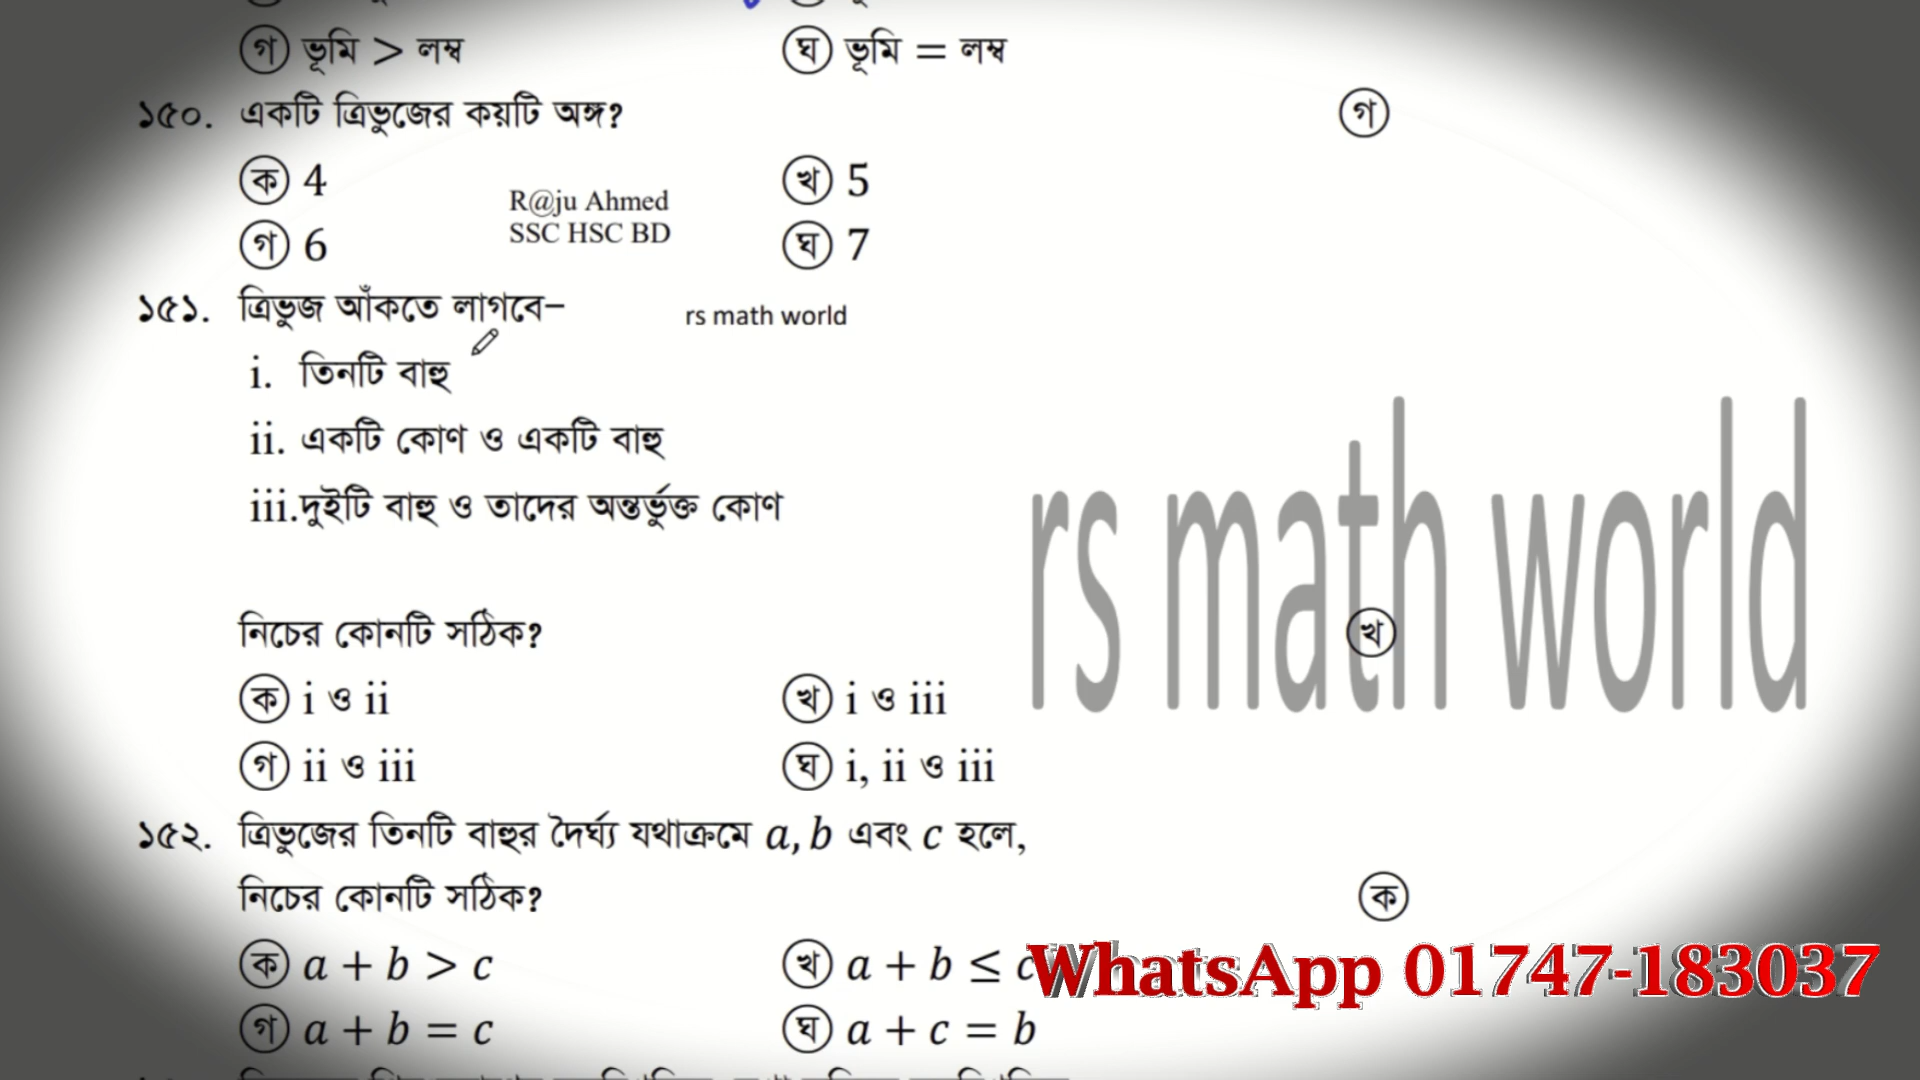 গ ভূমি > লম্ব ঘ ভূমি = লম্ব
১৫০. একটি ত্রিভুজের কয়টি অঙ্গ? গ
ক 4 খ 5
R@ju Ahmed
SSC HSC BD
গ 6 ঘ 7
১৫১. ত্রিভুজ আঁকতে লাগবে–
rs math world
i. তিনটি বাহু
ii. একটি কোণ ও একটি বাহু
iii.দুইটি বাহু ও তাদের অন্তর্ভুক্ত কোণ
rs math world
নিচের কোনটি সঠিক? খ
ক i ও ii খ i ও iii
গ ii ও iii ঘ i, ii ও iii
১৫২. ত্রিভুজের তিনটি বাহুর দৈর্ঘ্য যথাক্রমে a, b এবং c হলে,
নিচের কোনটি সঠিক? ক
ক a + b > c খ a + b ≤ c
WhatsApp 01747-183037
গ a + b = c ঘ a + c = b